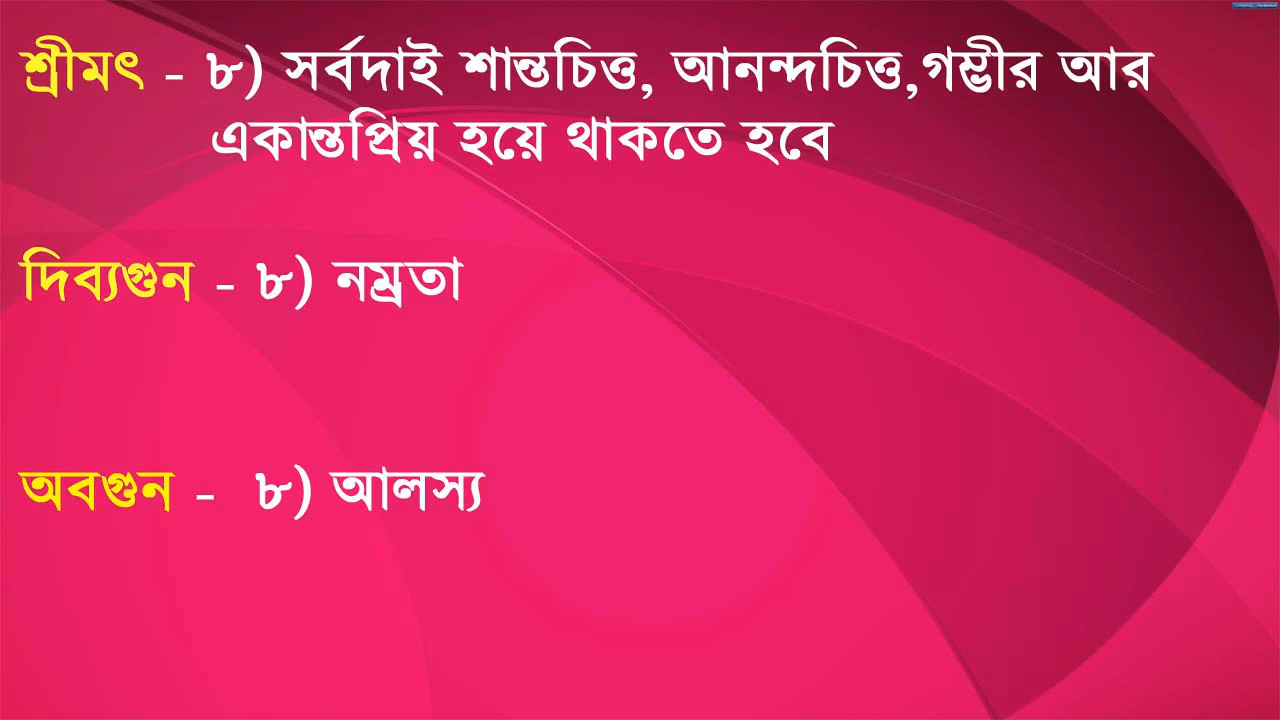 শ্রীমৎ - ৮) সর্বদাই শান্তচিত্ত, আনন্দচিত্ত,গম্ভীর আর
একান্তপ্রিয় হয়ে থাকতে হবে
দিব্যগুন - ৮) নম্রতা
অবগুন - ৮) আলস্য